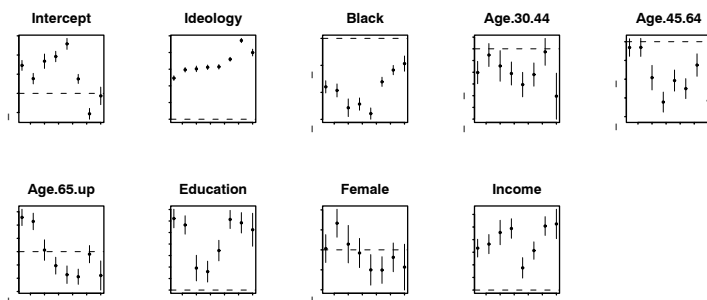 Intercept
Ideology
Black
Age.30.44
Age.45.64
Age.65.up
Education
Female
Income